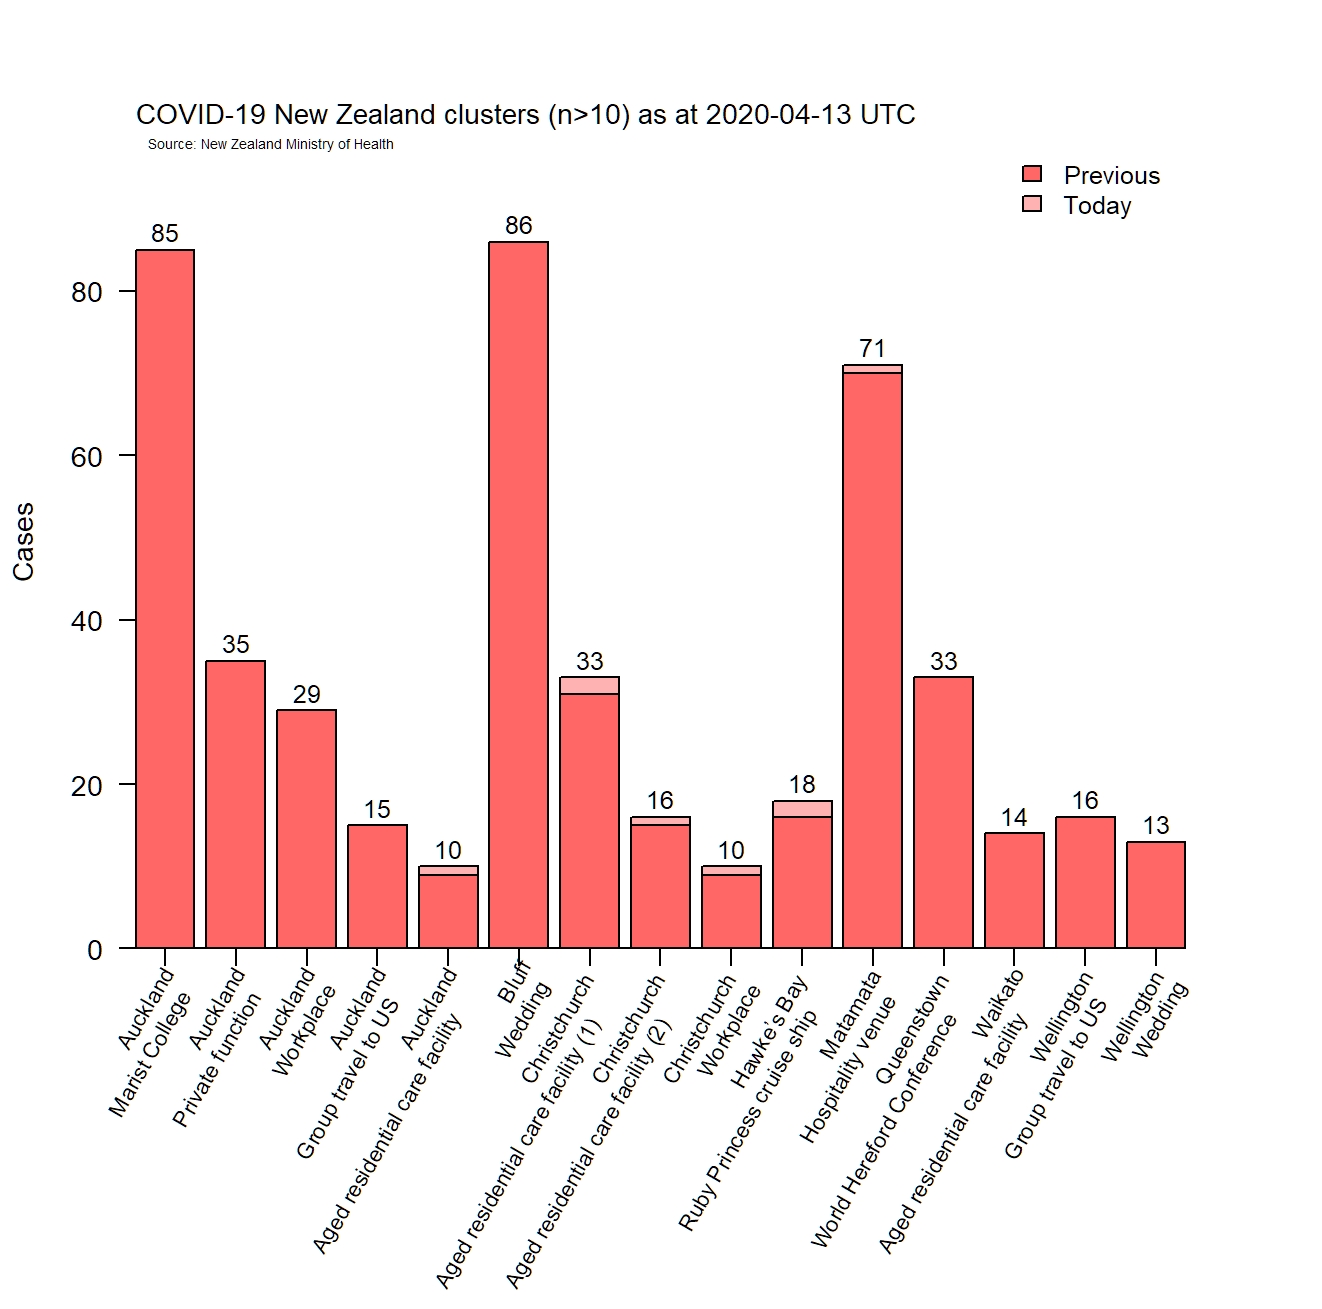 COVID-19 New Zealand clusters (n>10) as at 2020-04-13 UTC
Source: New Zealand Ministry of Health
Previous
Today
Cases
80
60
40
20
0
85
35
29
15
10
86
33
16
10
18
71
33
14
16
13
Auckland
Marist College
Auckland
Private function
Auckland
Workplace
Auckland
Group travel to US
Auckland
Aged residential care facility
Bluff
Wedding
Christchurch
Aged residential care facility (1)
Christchurch
Aged residential care facility (2)
Christchurch
Workplace
Hawke's Bay
Ruby Princess cruise ship
Matamata
Hospitality venue
Queenstown
World Hereford Conference
Waikato
Aged residential care facility
Wellington
Group travel to US
Wellington
Wedding